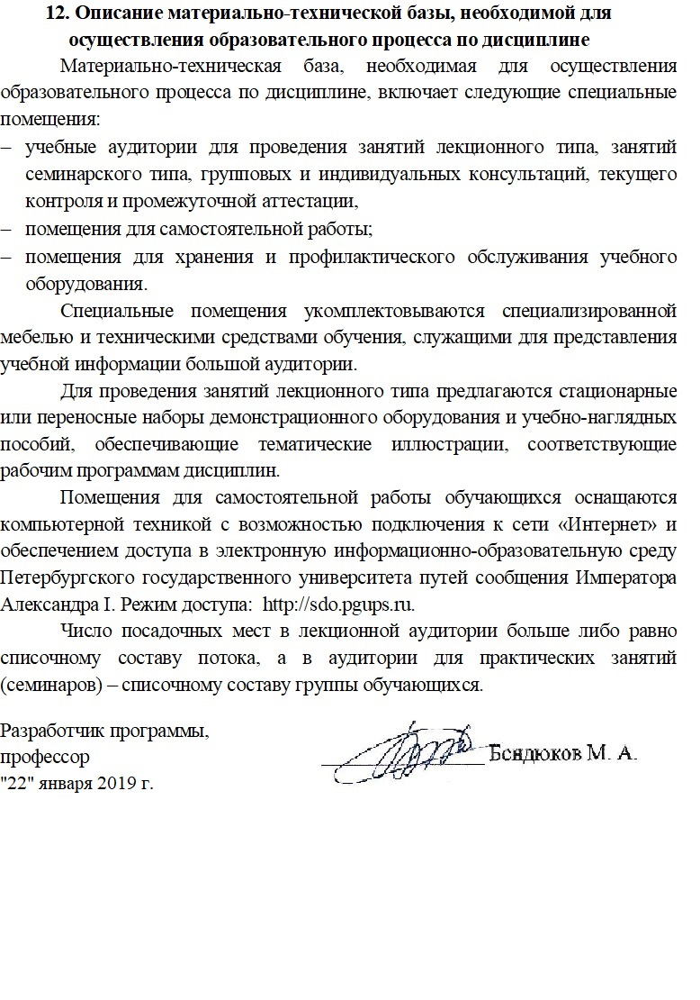 12. Описание материально-технической базы, необходимой для
осуществления образовательного процесса по дисциплине
Материально-техническая база, необходимая для осуществления
образовательного процесса по дисциплине, включает следующие специальные
помещения:
– учебные аудитории для проведения занятий лекционного типа, занятий
семинарского типа, групповых и индивидуальных консультаций, текущего
контроля и промежуточной аттестации,
– помещения для самостоятельной работы;
– помещения для хранения и профилактического обслуживания учебного
оборудования.
Специальные помещения укомплектовываются специализированной
мебелью и техническими средствами обучения, служащими для представления
учебной информации большой аудитории.
Для проведения занятий лекционного типа предлагаются стационарные
или переносные наборы демонстрационного оборудования и учебно-наглядных
пособий, обеспечивающие тематические иллюстрации, соответствующие
рабочим программам дисциплин.
Помещения для самостоятельной работы обучающихся оснащаются
компьютерной техникой с возможностью подключения к сети «Интернет» и
обеспечением доступа в электронную информационно-образовательную среду
Петербургского государственного университета путей сообщения Императора
Александра I. Режим доступа: http://sdo.pgups.ru.
Число посадочных мест в лекционной аудитории больше либо равно
списочному составу потока, а в аудитории для практических занятий
(семинаров) – списочному составу группы обучающихся.
Разработчик программы,
профессор
Бендюков М. А.
"22" января 2019 г.